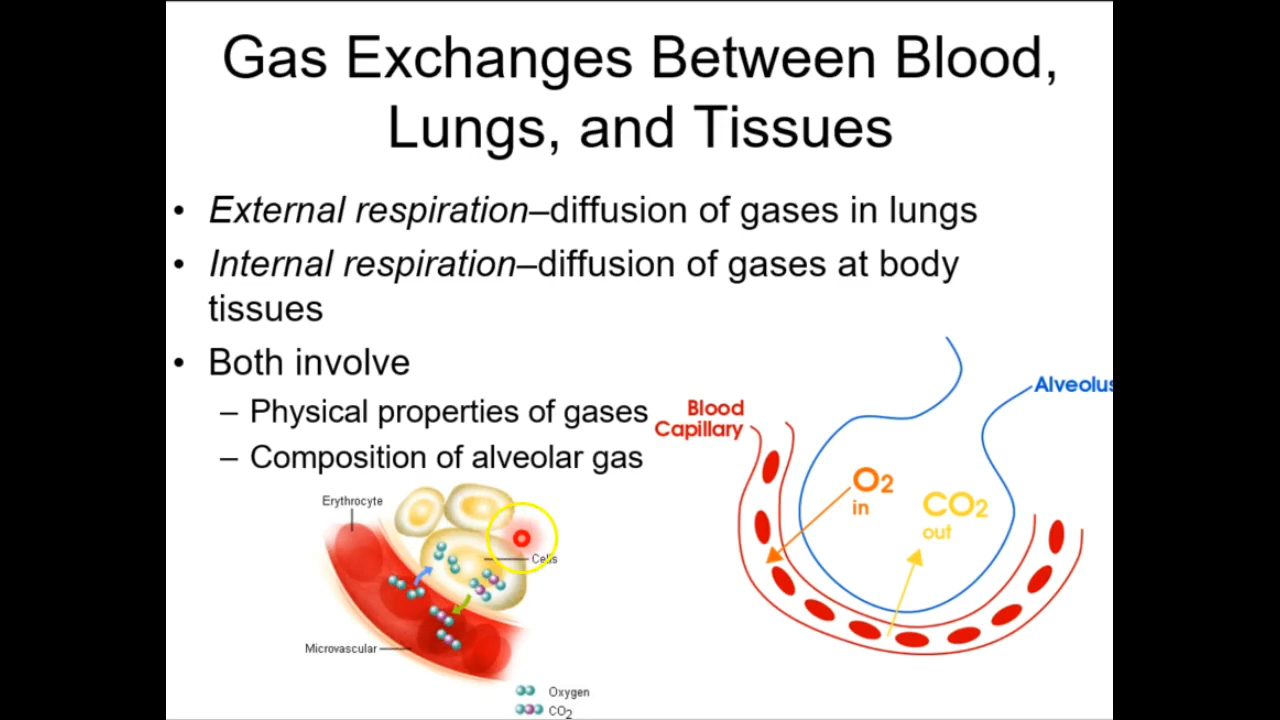 Gas Exchanges Between Blood,
Lungs, and Tissues
• External respiration–diffusion of gases in lungs
• Internal respiration–diffusion of gases at body
tissues
• Both involve
– Physical properties of gases
– Composition of alveolar gas
Erythrocyte
Cells
Microvascular
Oxygen
CO2
Blood
Capillary
Alveolus
O2
in
CO2
out